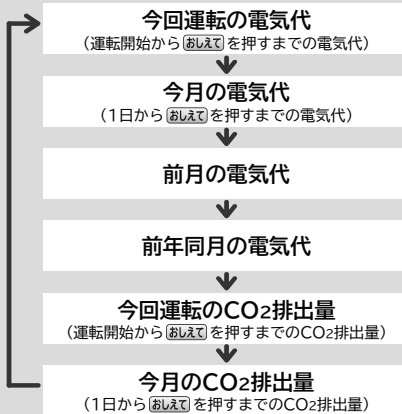 今回運転の電気代
（運転開始からおしえてを押すまでの電気代）
今月の電気代
（1日からおしえてを押すまでの電気代）
前月の電気代
前年同月の電気代
今回運転のCO2排出量
（運転開始からおしえてを押すまでのCO2排出量）
今月のCO2排出量
（1日からおしえてを押すまでのCO2排出量）